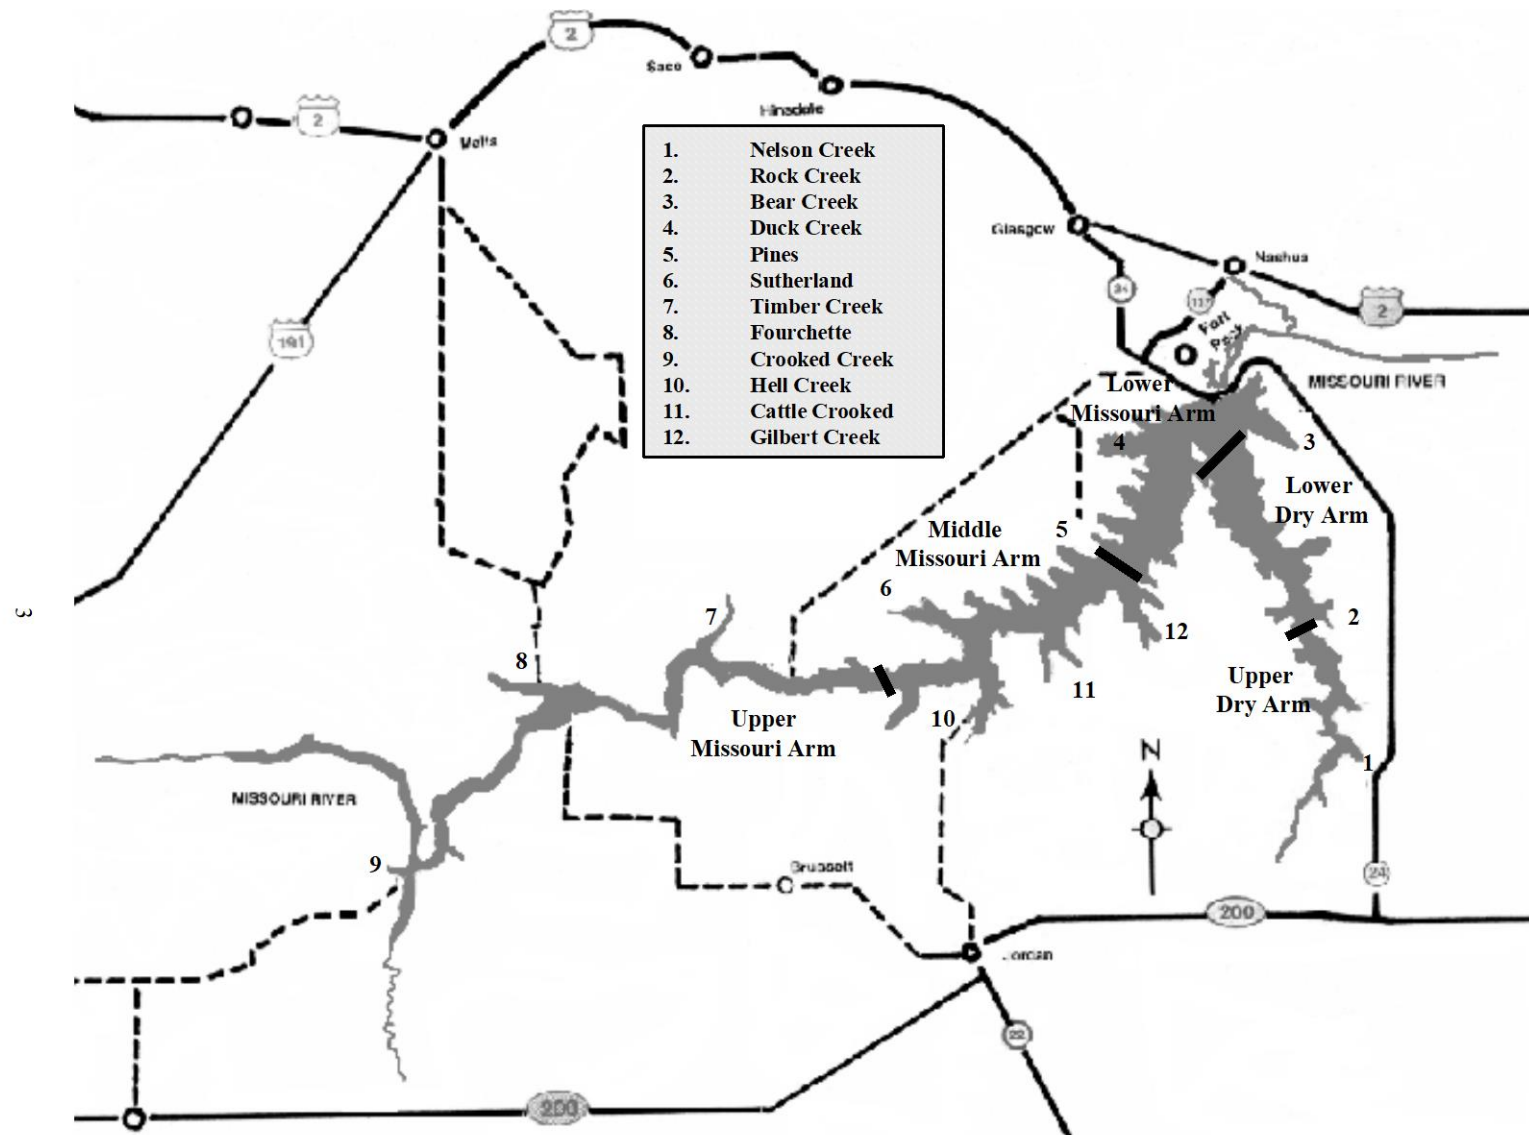 2
Saco
Hinsdale
2
Malta
1. Nelson Creek
2. Rock Creek
3. Bear Creek
4. Duck Creek
5. Pines
6. Sutherland
7. Timber Creek
8. Fourchette
9. Crooked Creek
10. Hell Creek
11. Cattle Crooked
12. Gilbert Creek
Glasgow
Nashua
24
117
2
191
Fort
Peck
MISSOURI RIVER
Lower
Missouri Arm
4
3
Lower
Dry Arm
Middle
Missouri Arm
5
6
7
2
12
8
11
Upper
Dry Arm
10
Upper
Missouri Arm
N
1
MISSOURI RIVER
9
Brusett
24
200
Jordan
22
200
3